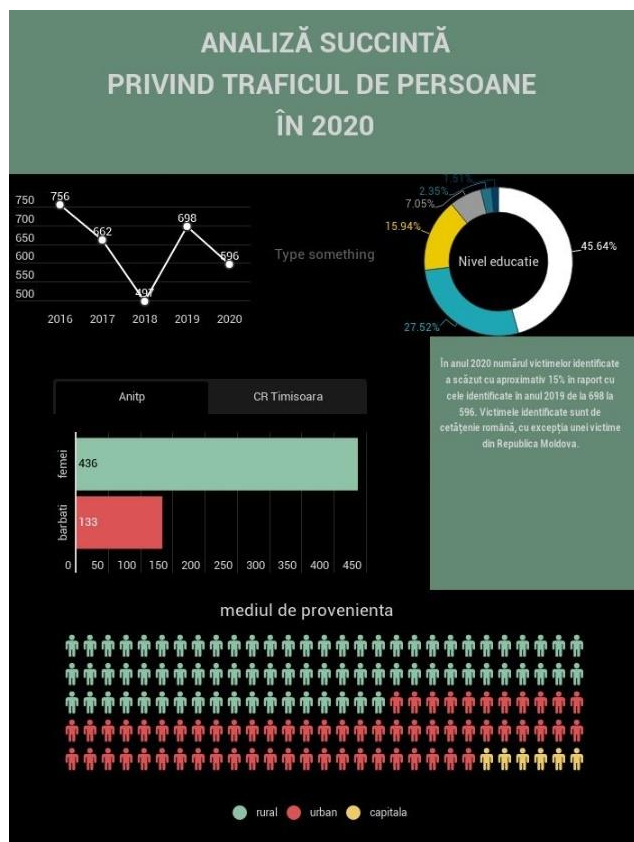 ANALIZĂ SUCCINTĂ
PRIVIND TRAFICUL DE PERSOANE
ÎN 2020
750
700
650
600
550
500
756
662
497
698
596
2016 2017 2018 2019 2020
Type something
1.51%
2.35%
7.05%
15.94%
27.52%
45.64%
Nivel educatie
În anul 2020 numărul victimelor identificate
a scăzut cu aproximativ 15% in raport cu
cele identificate in anul 2019 de la 698 la
596. Victimele identificate sunt de
cetățenie română, cu excepția unei victime
din Republica Moldova.
Anitp CR Timisoara
femei
436
barbati
133
0 50 100 150 200 250 300 350 400 450
mediul de provenienta
rural urban capitala